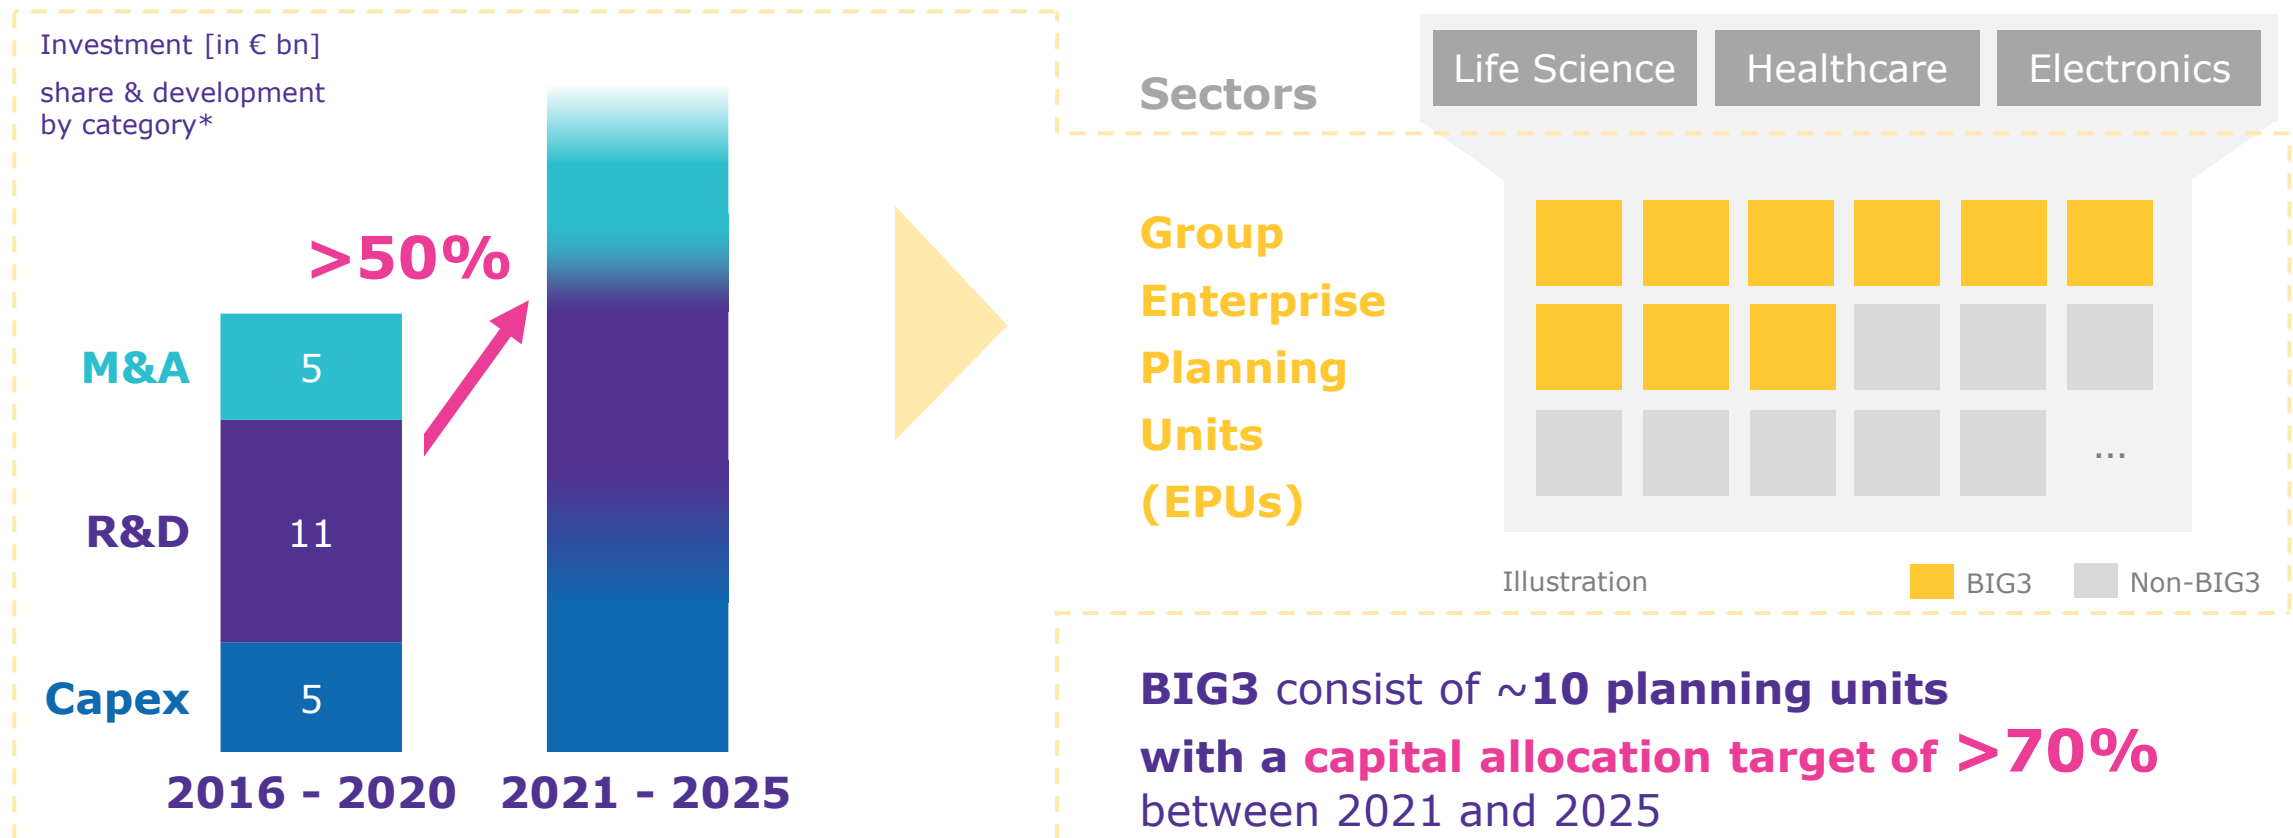 Investment [in € bn]
share & development
by category*
>50%
M&A
5
R&D
11
Capex
5
2016 - 2020
2021 - 2025
Sectors
Life Science
Healthcare
Electronics
Group
Enterprise
Planning
Units
(EPUs)
...
Illustration
BIG3
Non-BIG3
BIG3 consist of ~10 planning units
with a capital allocation target of >70%
between 2021 and 2025